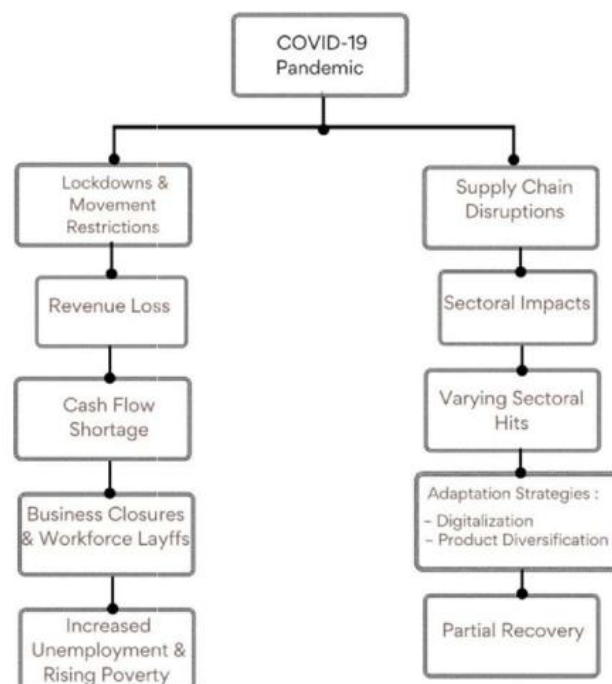 COVID-19
Pandemic
Lockdowns &
Movement
Restrictions
Revenue Loss
Cash Flow
Shortage
Business Closures
& Workforce Layffs
Increased
Unemployment &
Rising Poverty
Supply Chain
Disruptions
Sectoral Impacts
Varying Sectoral
Hits
Adaptation Strategies :
- Digitalization
- Product Diversification
Partial Recovery